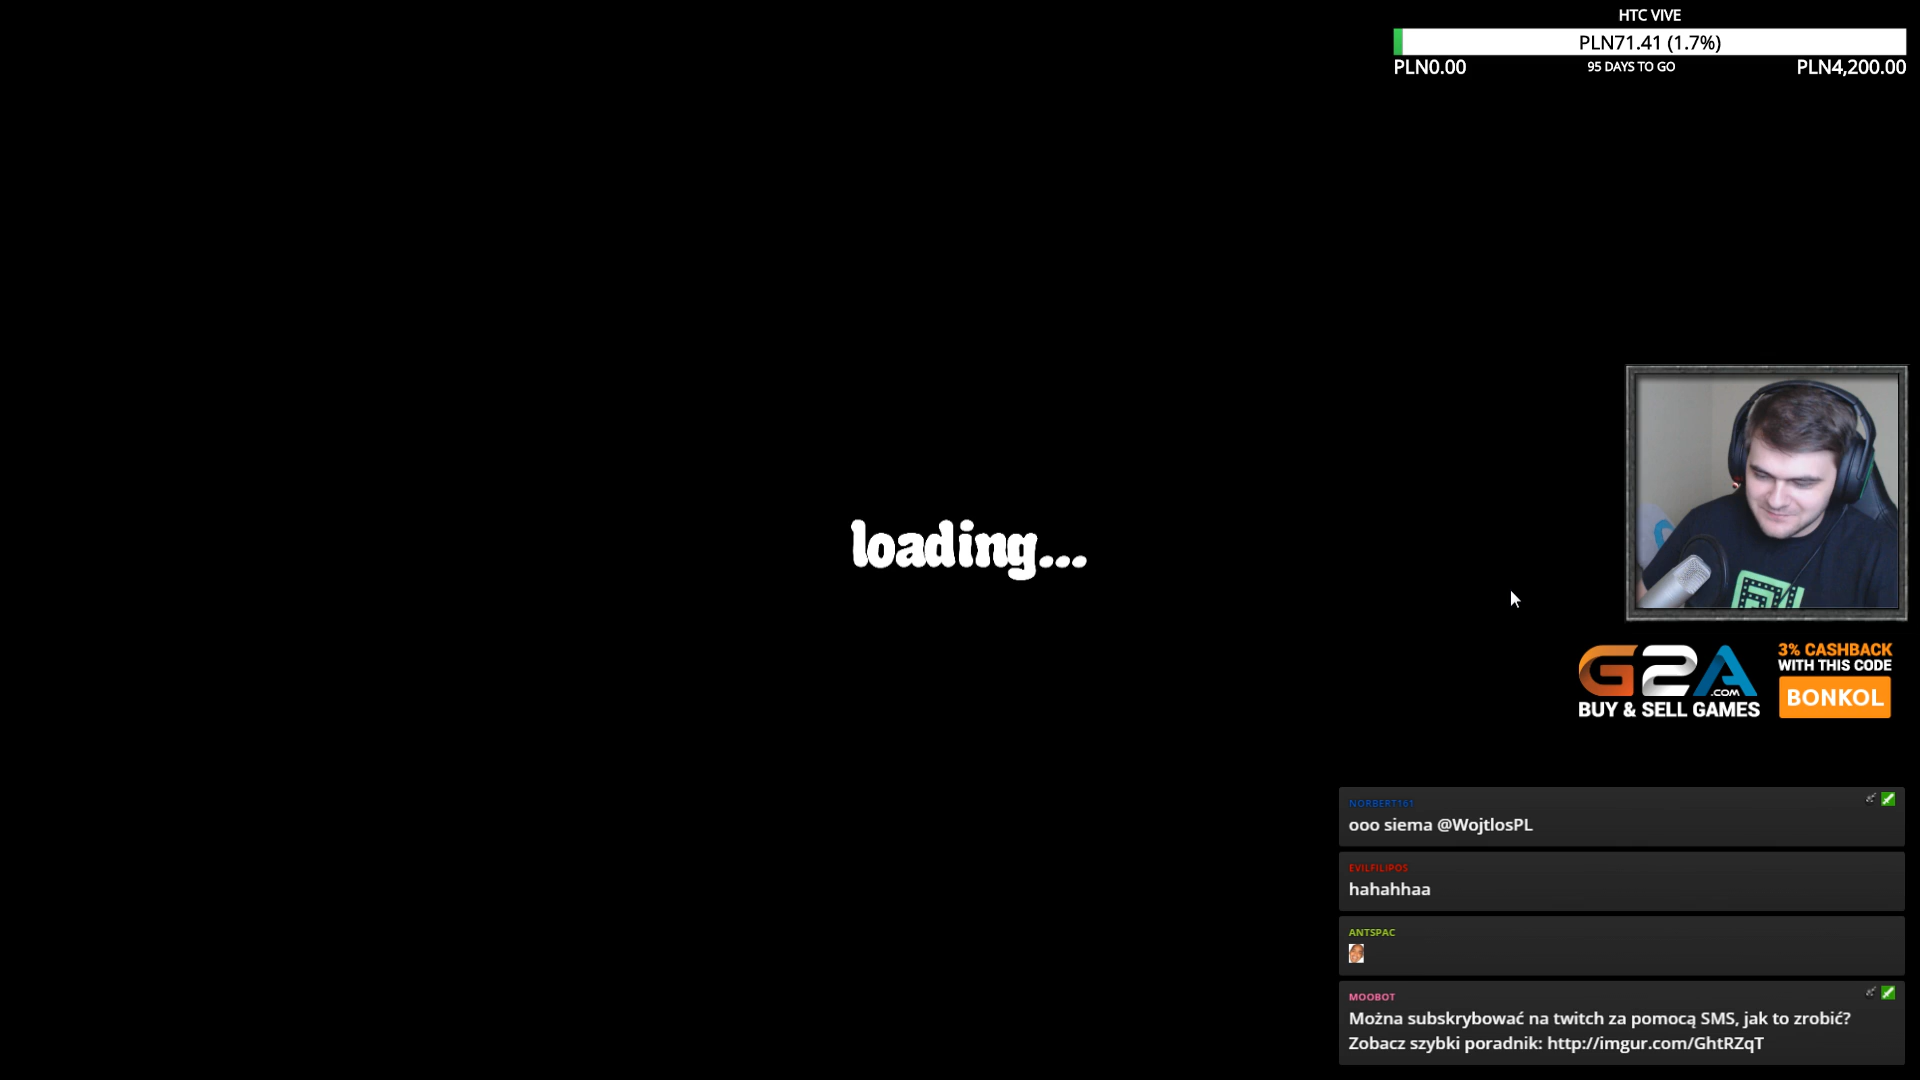 HTC VIVE
PLN71.41 (1.7%)
PLN0.00
95 DAYS TO GO
PLN4,200.00
loading...
G2A
.COM
BUY & SELL GAMES
3% CASHBACK
WITH THIS CODE
BONKOL
NORBERT161
ooo siema @WojtlosPL
EVILFILIPOS
hahahhaa
ANTSPAC
MOOBOT
Można subskrybować na twitch za pomocą SMS, jak to zrobić?
Zobacz szybki poradnik: http://imgur.com/GhtRZqT